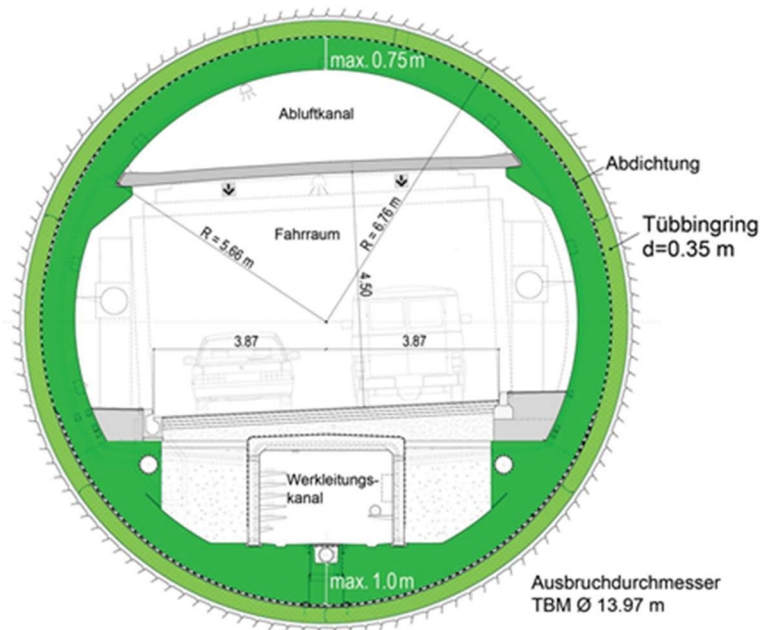 max. 0.75 m
Abluftkanal
Abdichtung
Tübbingring
d=0.35 m
R = 5.66 m
Fahrraum
R = 6.76 m
4.50
3.87
3.87
Werkleitungs-
kanal
max. 1.0 m
Ausbruchdurchmesser
TBM Ø 13.97 m